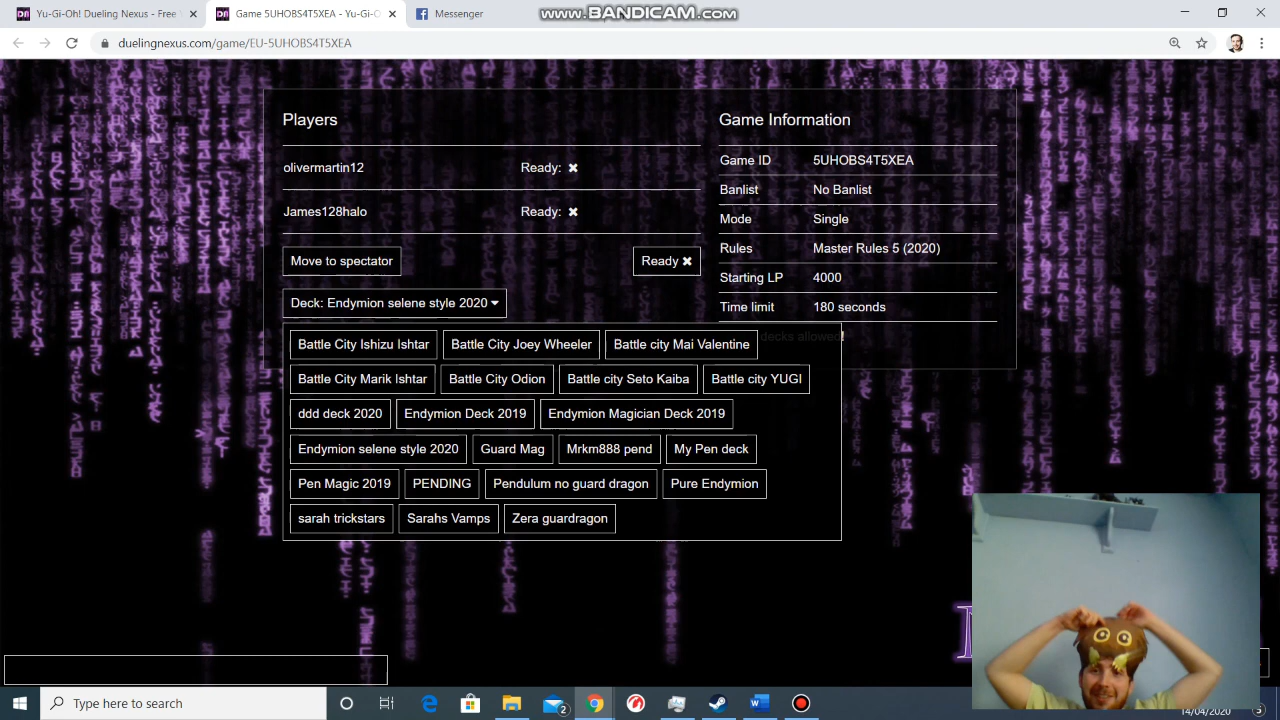 www.BANDICAM.com
Yu-Gi-Oh! Dueling Nexus - Free
Game 5UHOBS4T5XEA - Yu-Gi-O
Messenger
duelingnexus.com/game/EU-5UHOBS4T5XEA
Players
olivermartin12 Ready: ✖
James128halo Ready: ✖
Move to spectator Ready ✖
Deck: Endymion selene style 2020
Game Information
Game ID 5UHOBS4T5XEA
Banlist No Banlist
Mode Single
Rules Master Rules 5 (2020)
Starting LP 4000
Time limit 180 seconds
decks allowed!
Battle City Ishizu Ishtar Battle City Joey Wheeler Battle city Mai Valentine
Battle City Marik Ishtar Battle City Odion Battle city Seto Kaiba Battle city YUGI
ddd deck 2020 Endymion Deck 2019 Endymion Magician Deck 2019
Endymion selene style 2020 Guard Mag Mrkm888 pend My Pen deck
Pen Magic 2019 PENDING Pendulum no guard dragon Pure Endymion
sarah trickstars Sarahs Vamps Zera guardragon
Type here to search
2
14/04/2020
5